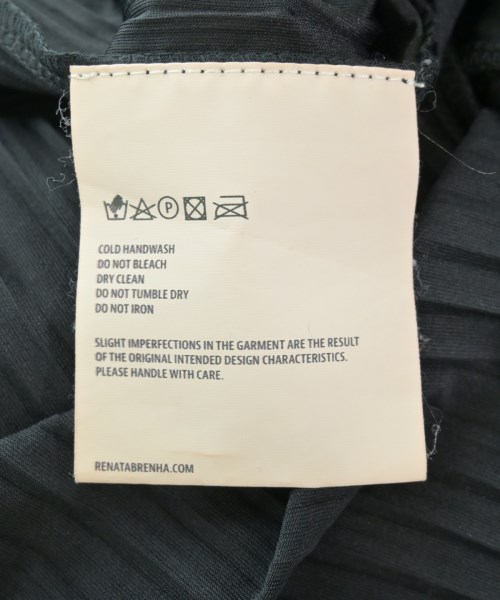 P
COLD HANDWASH
DO NOT BLEACH
DRY CLEAN
DO NOT TUMBLE DRY
DO NOT IRON
SLIGHT IMPERFECTIONS IN THE GARMENT ARE THE RESULT
OF THE ORIGINAL INTENDED DESIGN CHARACTERISTICS.
PLEASE HANDLE WITH CARE.
RENATABRENHA.COM